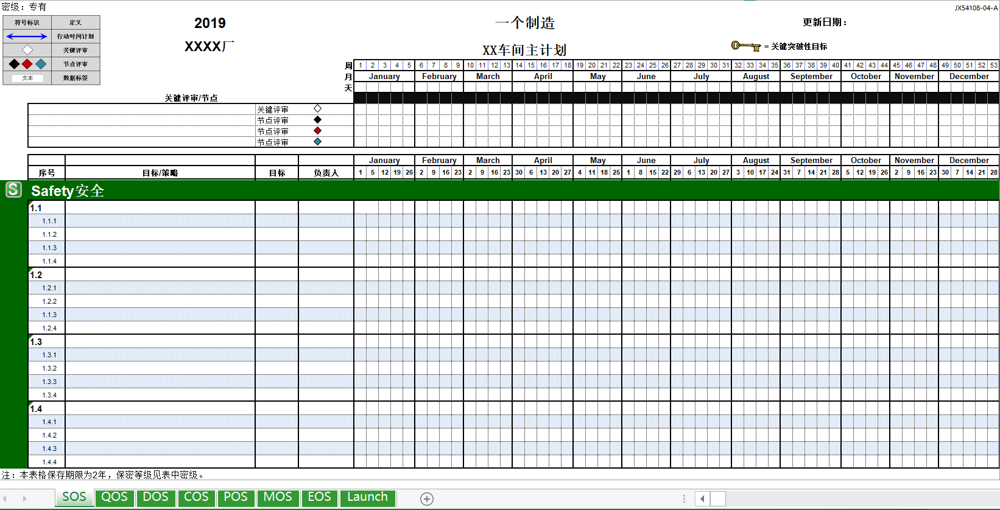 密级：专有
JX54108-04-A
符号标识 定义
行动时间计划
关键评审
节点评审
文本 数据标签
2019
XXXX厂
一个制造
XX车间主计划
更新日期：
= 关键突破性目标
周 1 2 3 4 5 6 7 8 9 10 11 12 13 14 15 16 17 18 19 20 21 22 23 24 25 26 27 28 29 30 31 32 33 34 35 36 37 38 39 40 41 42 43 44 45 46 47 48 49 50 51 52 53
月 January February March April May June July August September October November December
天
关键评审/节点
关键评审
节点评审
节点评审
节点评审
January February March April May June July August September October November December
序号 目标/策略 目标 负责人 1 5 12 19 26 2 9 16 23 2 9 16 23 30 6 13 20 27 4 11 18 25 1 8 15 22 29 6 13 20 27 3 10 17 24 31 7 14 21 28 5 12 19 26 2 9 16 23 30 7 14 21 28
S Safety安全
1.1
1.1.1
1.1.2
1.1.3
1.1.4
1.2
1.2.1
1.2.2
1.1.3
1.2.4
1.3
1.3.1
1.3.2
1.3.3
1.3.4
1.4
1.4.1
1.4.2
1.4.3
1.4.4
注：本表格保存期限为2年，保密等级见表中密级。
SOS QOS DOS COS POS MOS EOS Launch